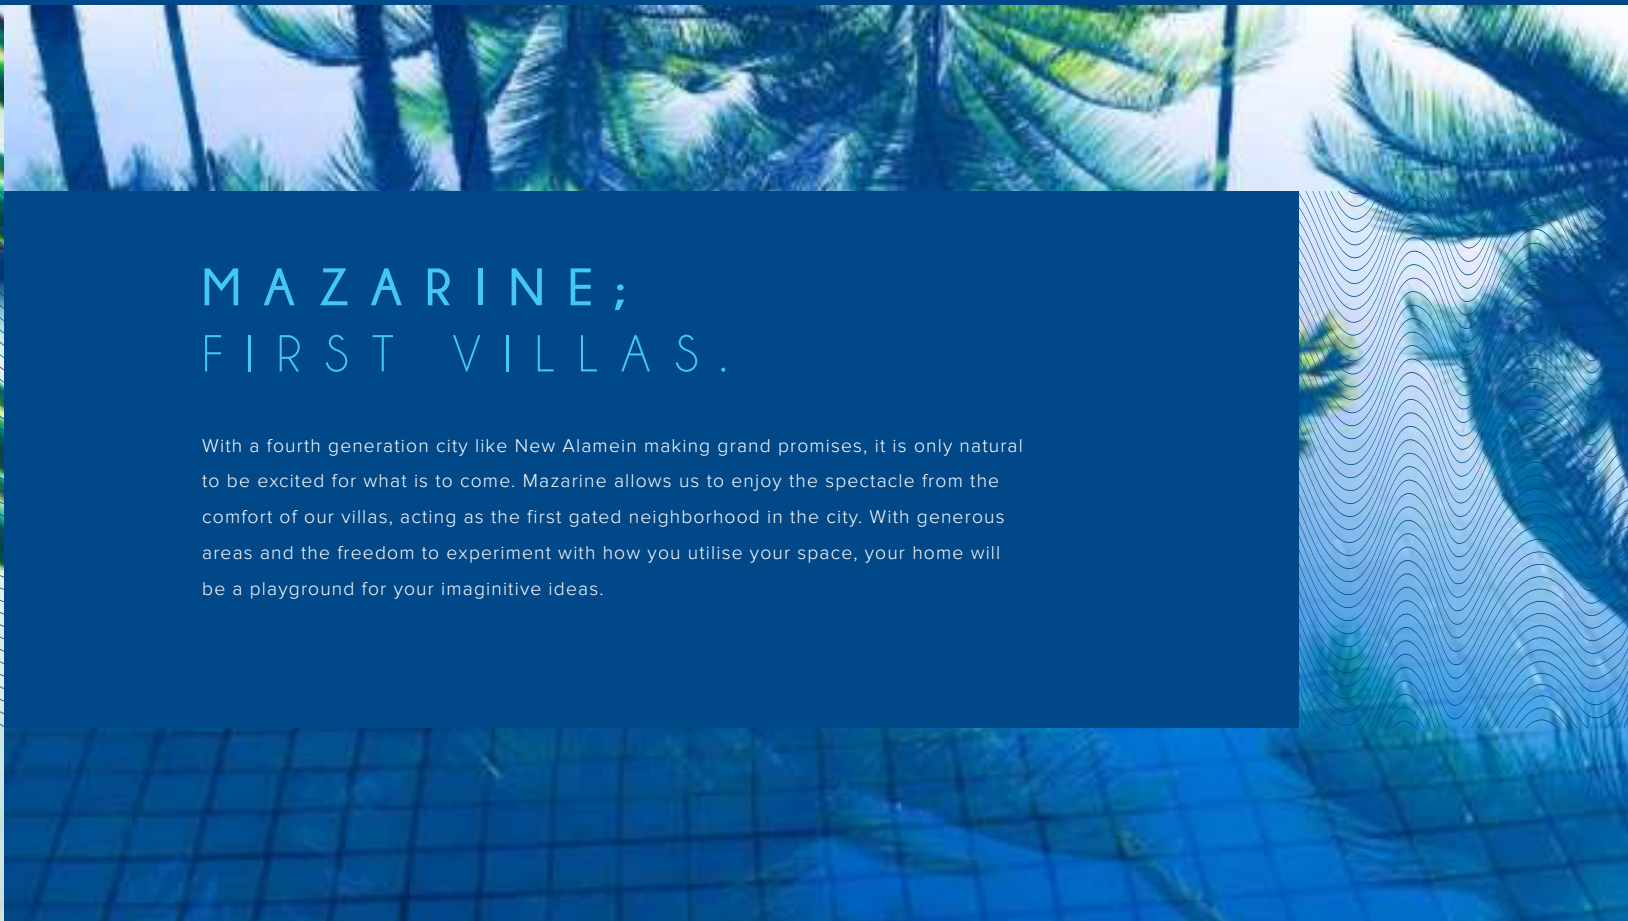 MAZARINE;
FIRST VILLAS.
With a fourth generation city like New Alamein making grand promises, it is only natural
to be excited for what is to come. Mazarine allows us to enjoy the spectacle from the
comfort of our villas, acting as the first gated neighborhood in the city. With generous
areas and the freedom to experiment with how you utilise your space, your home will
be a playground for your imaginitive ideas.